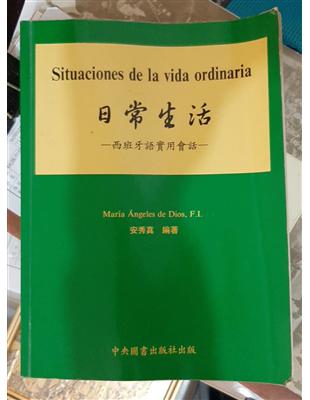 Situaciones de la vida ordinaria
日常生活
—西班牙語實用會話—
María Ángeles de Dios, F.I.
安秀真 編著
中央圖書出版社出版